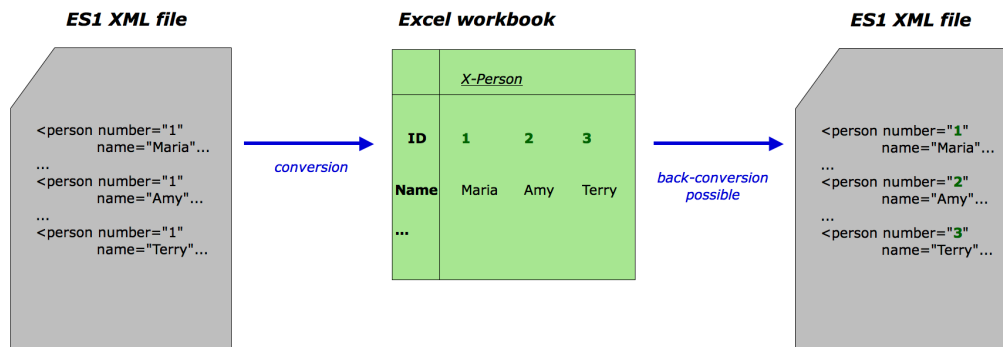 ES1 XML file
<person number="1"
name="Maria"...
...
<person number="1"
name="Amy"...
...
<person number="1"
name="Terry"...
conversion
Excel workbook
X-Person
ID 1 2 3
Name Maria Amy Terry
...
back-conversion
possible
ES1 XML file
<person number="1"
name="Maria"...
...
<person number="2"
name="Amy"...
...
<person number="3"
name="Terry"...